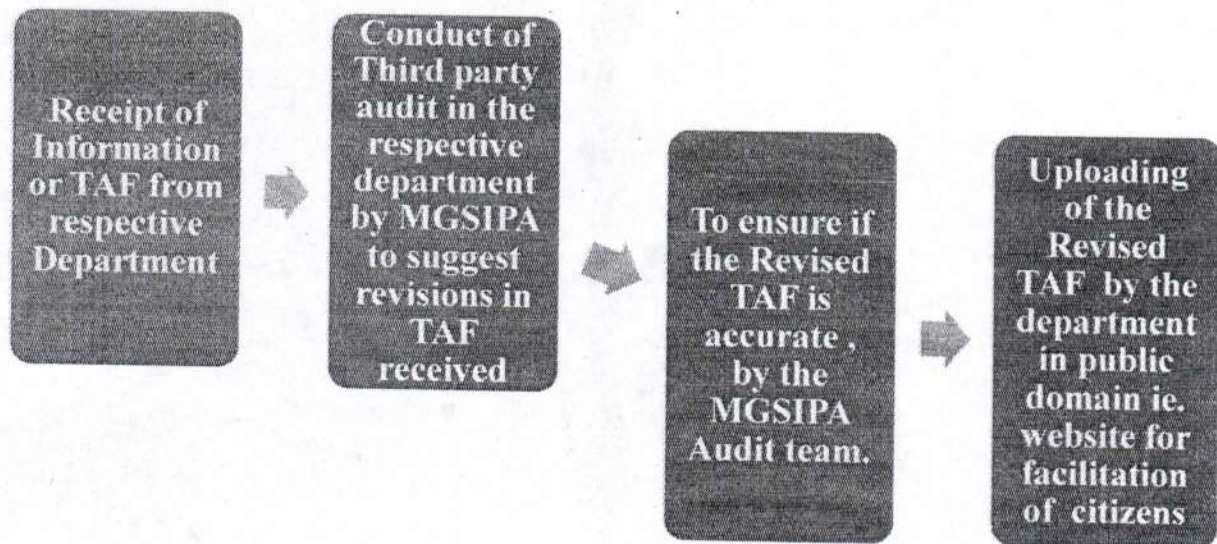 Receipt of
Information
or TAF from
respective
Department
Conduct of
Third party
audit in the
respective
department
by MGSIPA
to suggest
revisions in
TAF
received
To ensure if
the Revised
TAF is
accurate ,
by the
MGSIPA
Audit team.
Uploading
of the
Revised
TAF by the
department
in public
domain ie.
website for
facilitation
of citizens